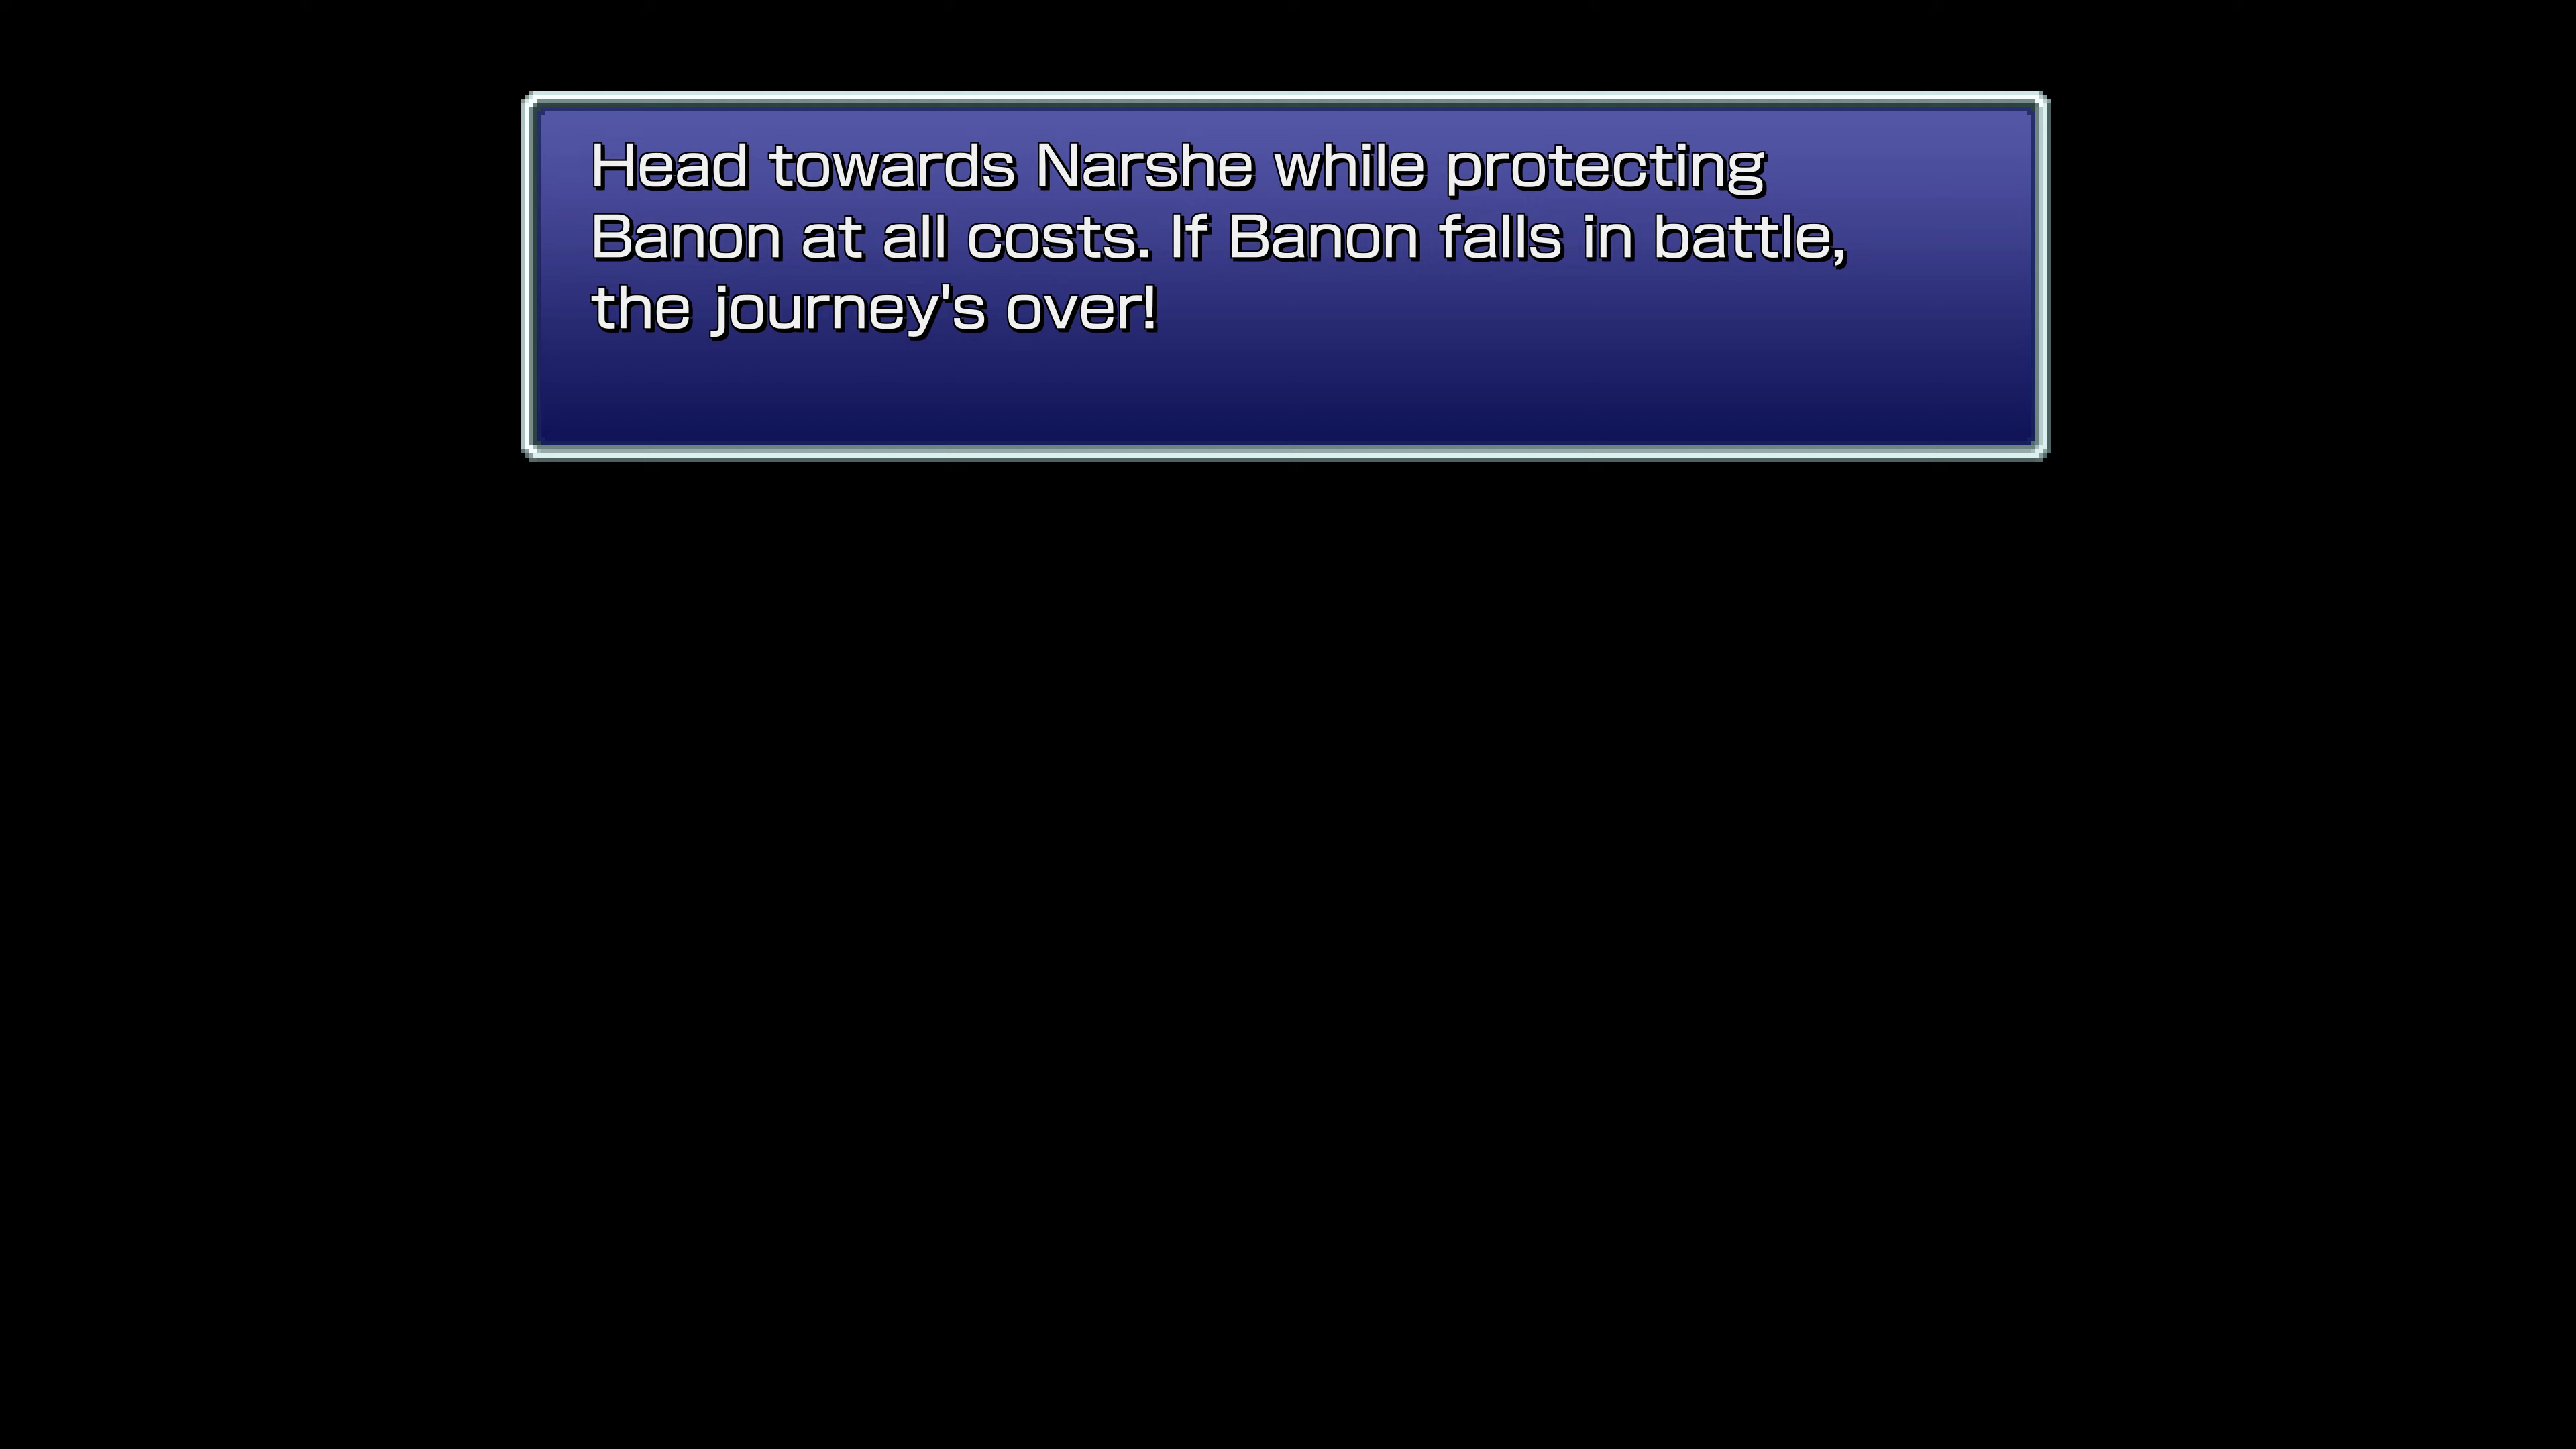 Head towards Narshe while protecting
Banon at all costs. If Banon falls in battle,
the journey's over!